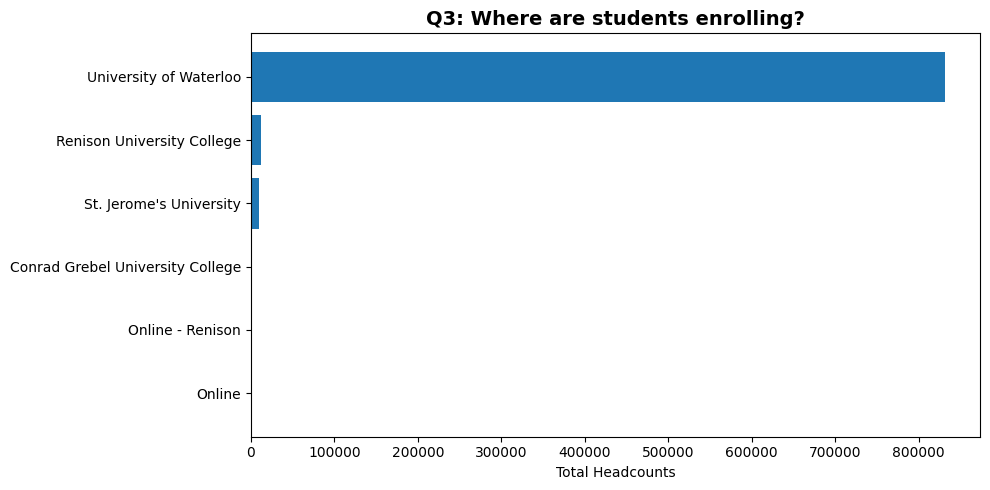 Q3: Where are students enrolling?
University of Waterloo
Renison University College
St. Jerome's University
Conrad Grebel University College
Online - Renison
Online
0 100000 200000 300000 400000 500000 600000 700000 800000
Total Headcounts